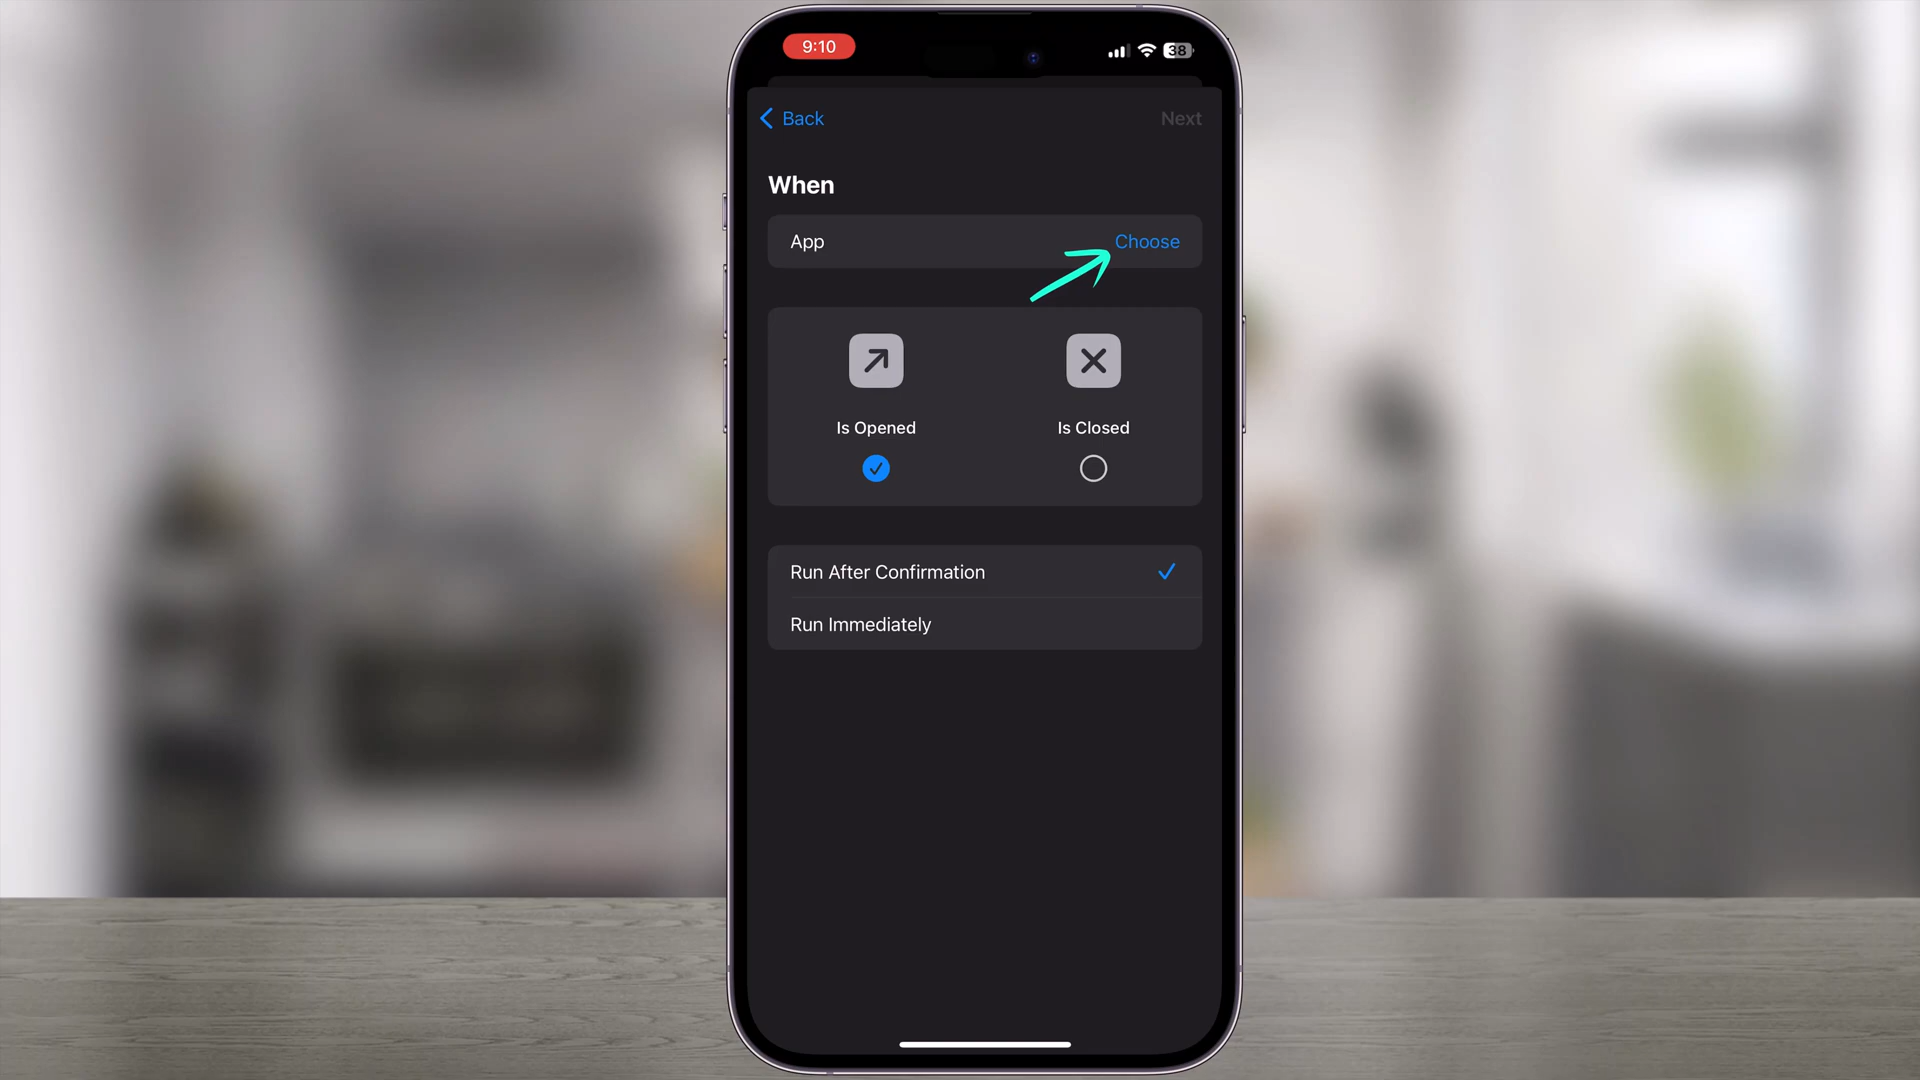 9:10
38
Back
Next
When
App
Choose
Is Opened
Is Closed
Run After Confirmation
Run Immediately